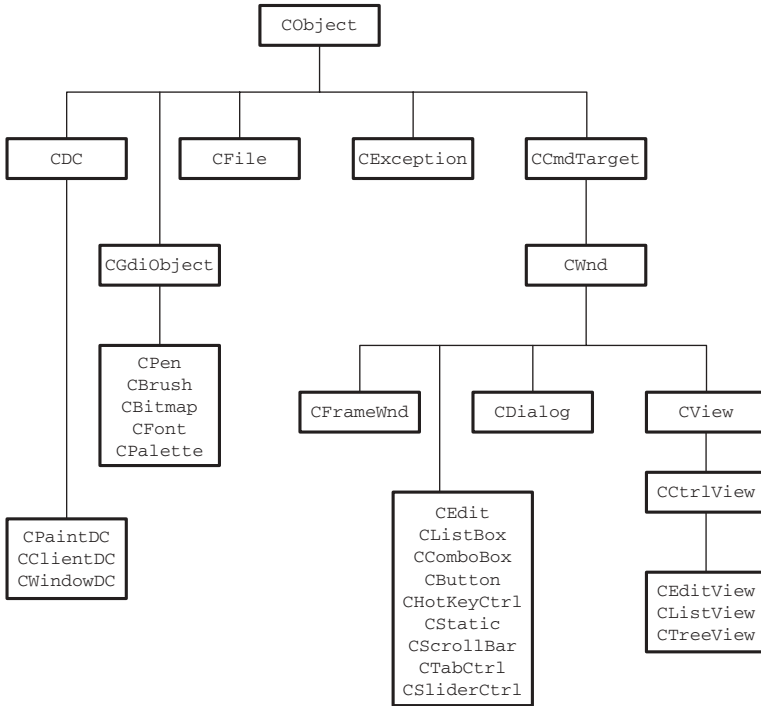 CObject
CDC
CFile
CException
CCmdTarget
CGdiObject
CWnd
CPen
CBrush
CBitmap
CFont
CPalette
CFrameWnd
CDialog
CView
CCtrlView
CPaintDC
CClientDC
CWindowDC
CEdit
CListBox
CComboBox
CButton
CHotKeyCtrl
CStatic
CScrollBar
CTabCtrl
CSliderCtrl
CEditView
CListView
CTreeView